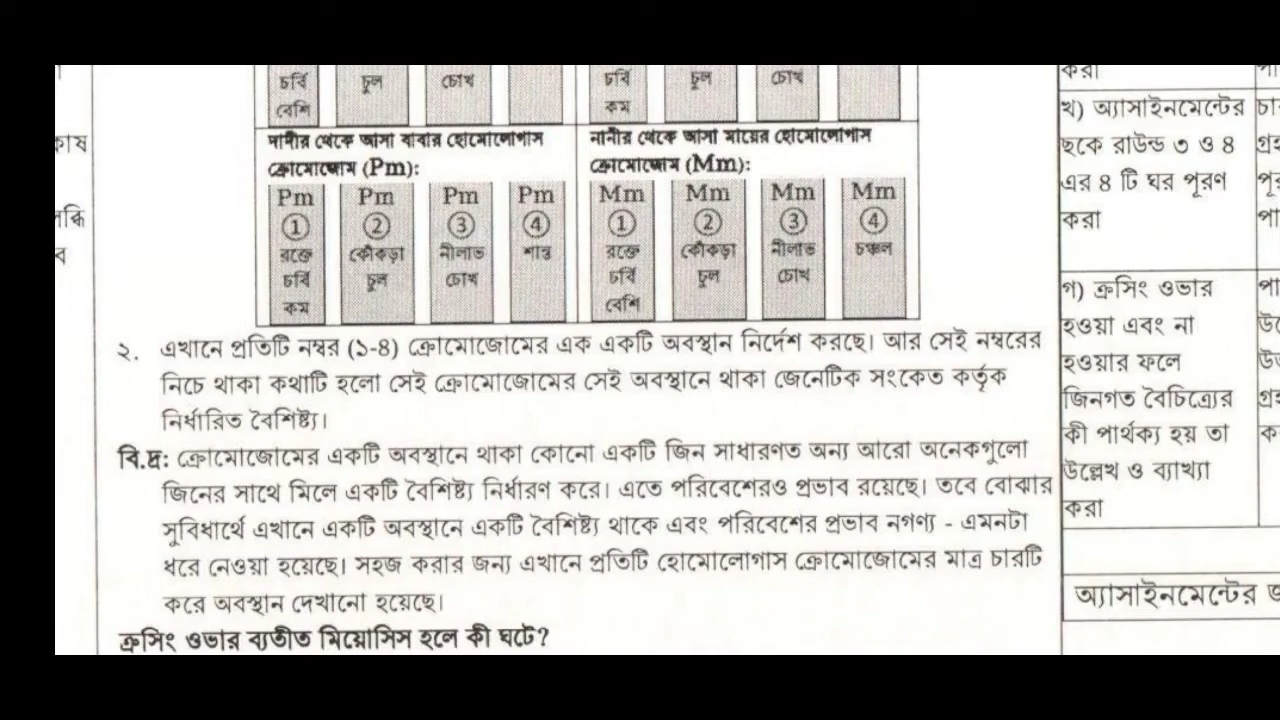 চর্বি চুল চোখ চর্বি চুল চোখ
বেশি কম
দাদীর থেকে আসা বাবার হোমোলোগাস
ক্রোমোজোম (Pm):
নানীর থেকে আসা মায়ের হোমোলোগাস
ক্রোমোজোম (Mm):
Pm Pm Pm Pm Mm Mm Mm Mm
① ② ③ ④ ① ② ③ ④
রক্তে কোঁকড়া নীলাভ শান্ত রক্তে কোঁকড়া নীলাভ চঞ্চল
চর্বি চুল চোখ চর্বি চুল চোখ
কম বেশি
২. এখানে প্রতিটি নম্বর (১-৪) ক্রোমোজোমের এক একটি অবস্থান নির্দেশ করছে। আর সেই নম্বরের
নিচে থাকা কথাটি হলো সেই ক্রোমোজোমের সেই অবস্থানে থাকা জেনেটিক সংকেত কর্তৃক
নির্ধারিত বৈশিষ্ট্য।
বি.দ্র: ক্রোমোজোমের একটি অবস্থানে থাকা কোনো একটি জিন সাধারণত অন্য আরো অনেকগুলো
জিনের সাথে মিলে একটি বৈশিষ্ট্য নির্ধারণ করে। এতে পরিবেশেরও প্রভাব রয়েছে। তবে বোঝার
সুবিধার্থে এখানে একটি অবস্থানে একটি বৈশিষ্ট্য থাকে এবং পরিবেশের প্রভাব নগণ্য - এমনটা
ধরে নেওয়া হয়েছে। সহজ করার জন্য এখানে প্রতিটি হোমোলোগাস ক্রোমোজোমের মাত্র চারটি
করে অবস্থান দেখানো হয়েছে।
ক্রসিং ওভার ব্যতীত মিয়োসিস হলে কী ঘটে?
করা
খ) অ্যাসাইনমেন্টের
ছকে রাউন্ড ৩ ও ৪
এর ৪ টি ঘর পূরণ
করা
গ) ক্রসিং ওভার
হওয়া এবং না
হওয়ার ফলে
জিনগত বৈচিত্র্যের
কী পার্থক্য হয় তা
উল্লেখ ও ব্যাখ্যা
করা
অ্যাসাইনমেন্টের